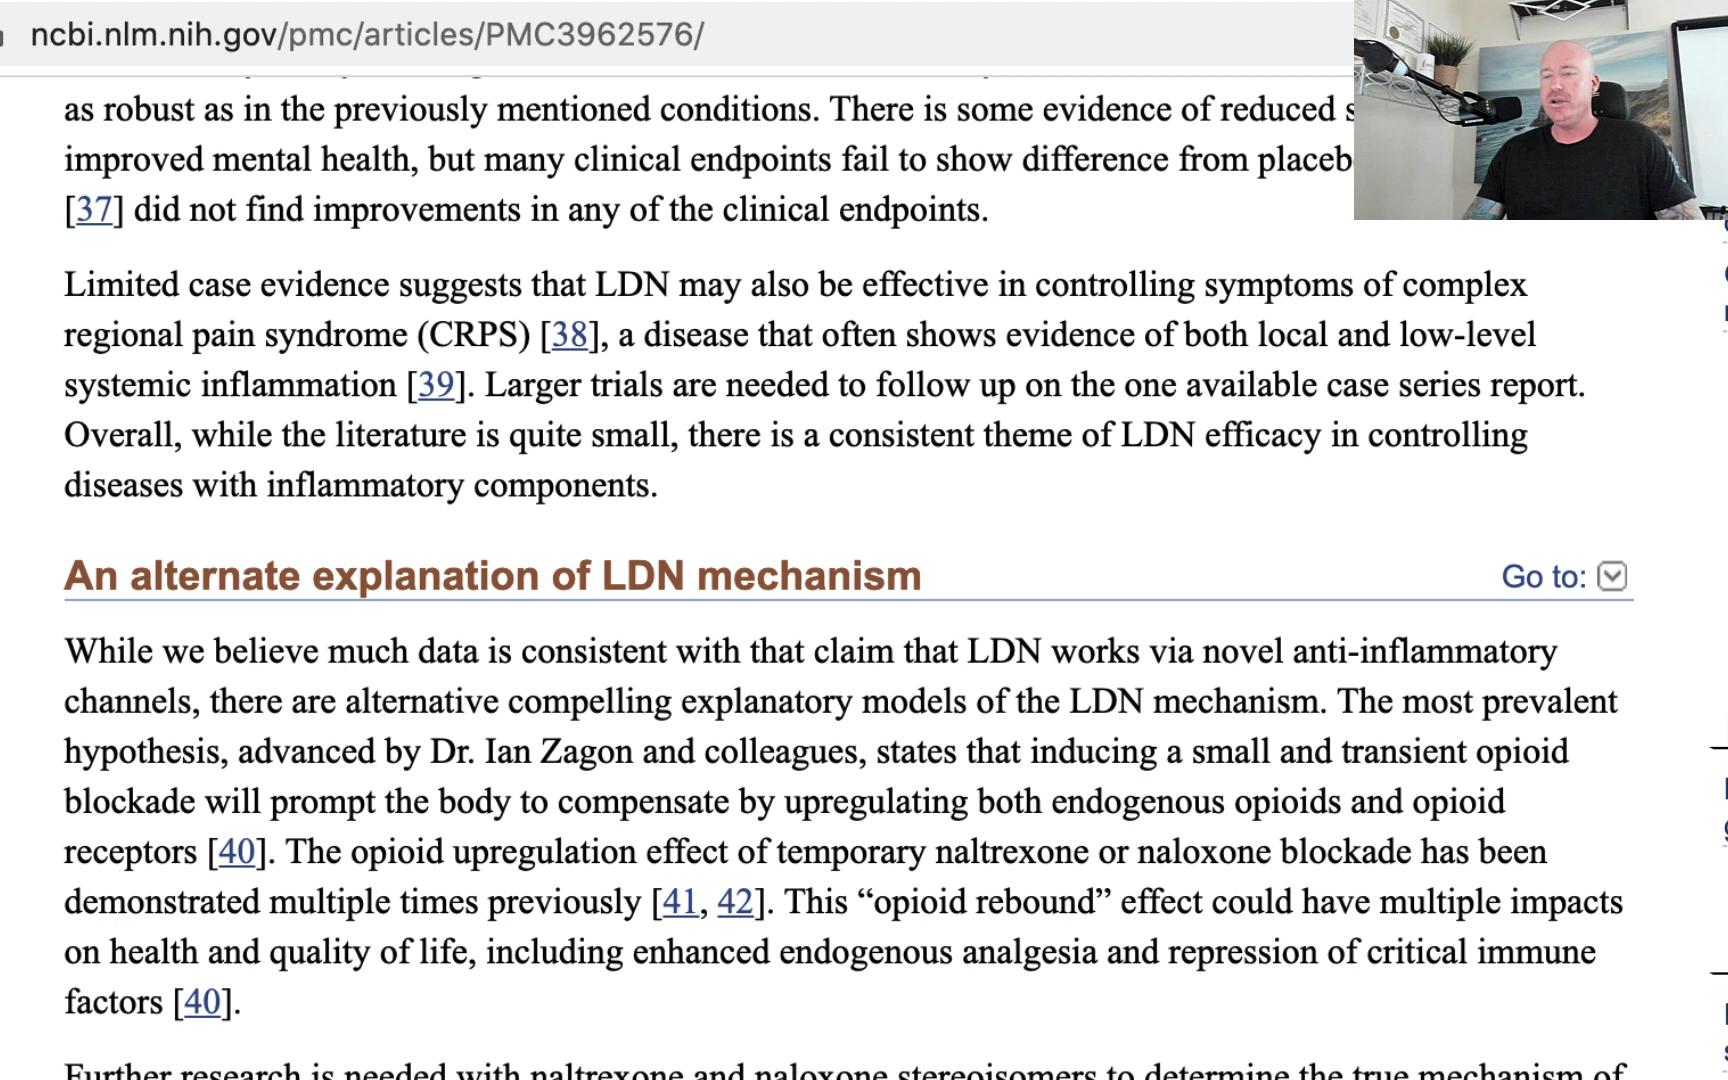 ncbi.nlm.nih.gov/pmc/articles/PMC3962576/
as robust as in the previously mentioned conditions. There is some evidence of reduced
improved mental health, but many clinical endpoints fail to show difference from placeb
[37] did not find improvements in any of the clinical endpoints.
Limited case evidence suggests that LDN may also be effective in controlling symptoms of complex
regional pain syndrome (CRPS) [38], a disease that often shows evidence of both local and low-level
systemic inflammation [39]. Larger trials are needed to follow up on the one available case series report.
Overall, while the literature is quite small, there is a consistent theme of LDN efficacy in controlling
diseases with inflammatory components.
An alternate explanation of LDN mechanism
Go to:
While we believe much data is consistent with that claim that LDN works via novel anti-inflammatory
channels, there are alternative compelling explanatory models of the LDN mechanism. The most prevalent
hypothesis, advanced by Dr. Ian Zagon and colleagues, states that inducing a small and transient opioid
blockade will prompt the body to compensate by upregulating both endogenous opioids and opioid
receptors [40]. The opioid upregulation effect of temporary naltrexone or naloxone blockade has been
demonstrated multiple times previously [41, 42]. This “opioid rebound” effect could have multiple impacts
on health and quality of life, including enhanced endogenous analgesia and repression of critical immune
factors [40].
Further research is needed with naltrexone and naloxone stereoisomers to determine the true mechanism of